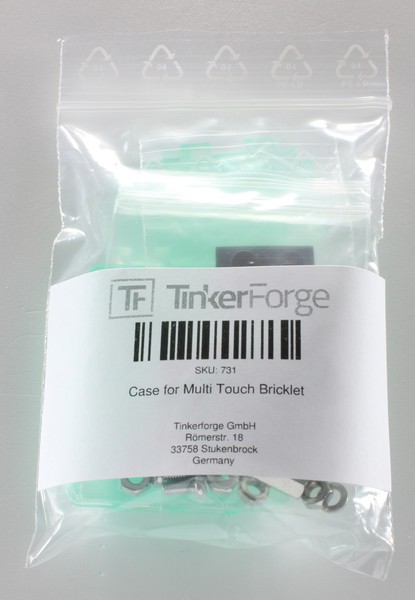 TF TinkerForge
SKU: 731
Case for Multi Touch Bricklet
Tinkerforge GmbH
Römerstr. 18
33758 Stukenbrock
Germany